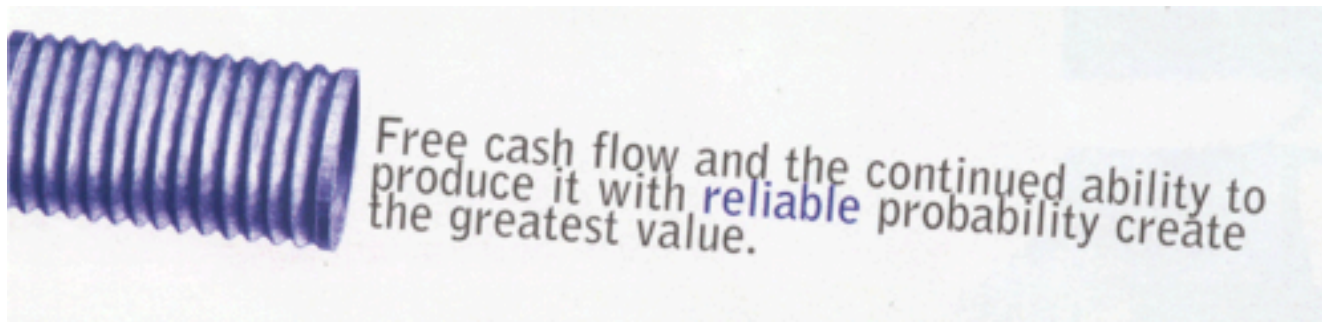 Free cash flow and the continued ability to
produce it with reliable probability create
the greatest value.